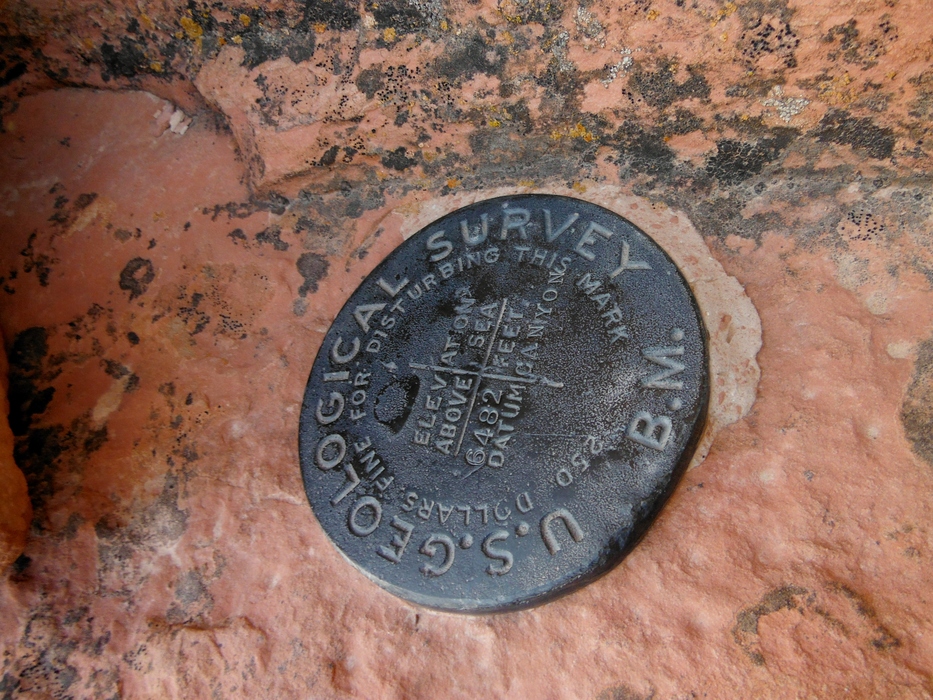 U.S. GEOLOGICAL SURVEY B.M.
250 DOLLARS FINE FOR DISTURBING THIS MARK
ELEVATION
ABOVE SEA
6482 FEET
DATUM CANYON